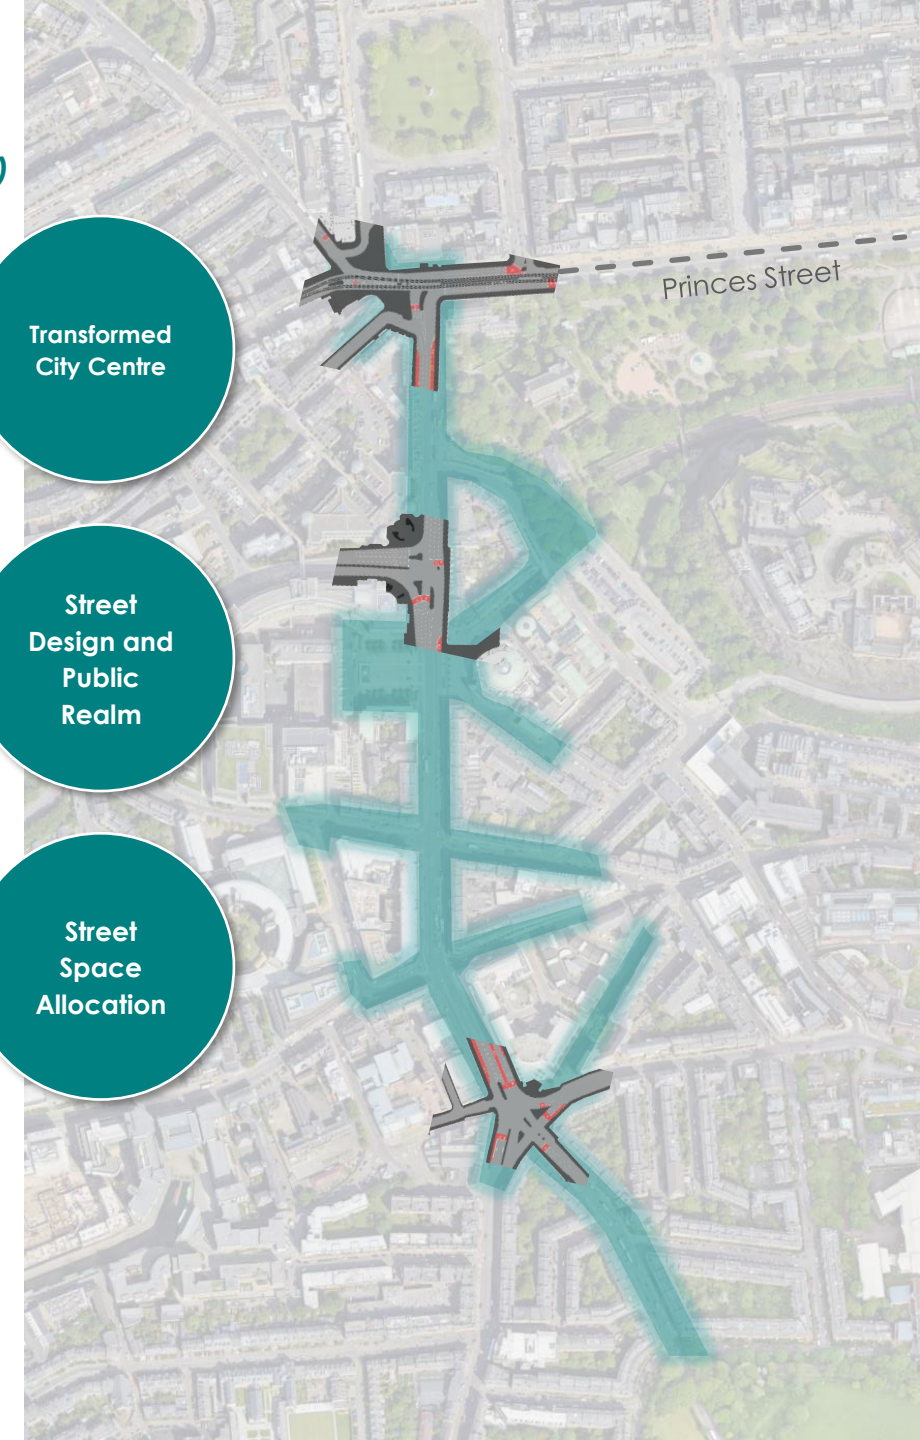 )
Transformed
City Centre
Princes Street
Street
Design and
Public
Realm
Street
Space
Allocation